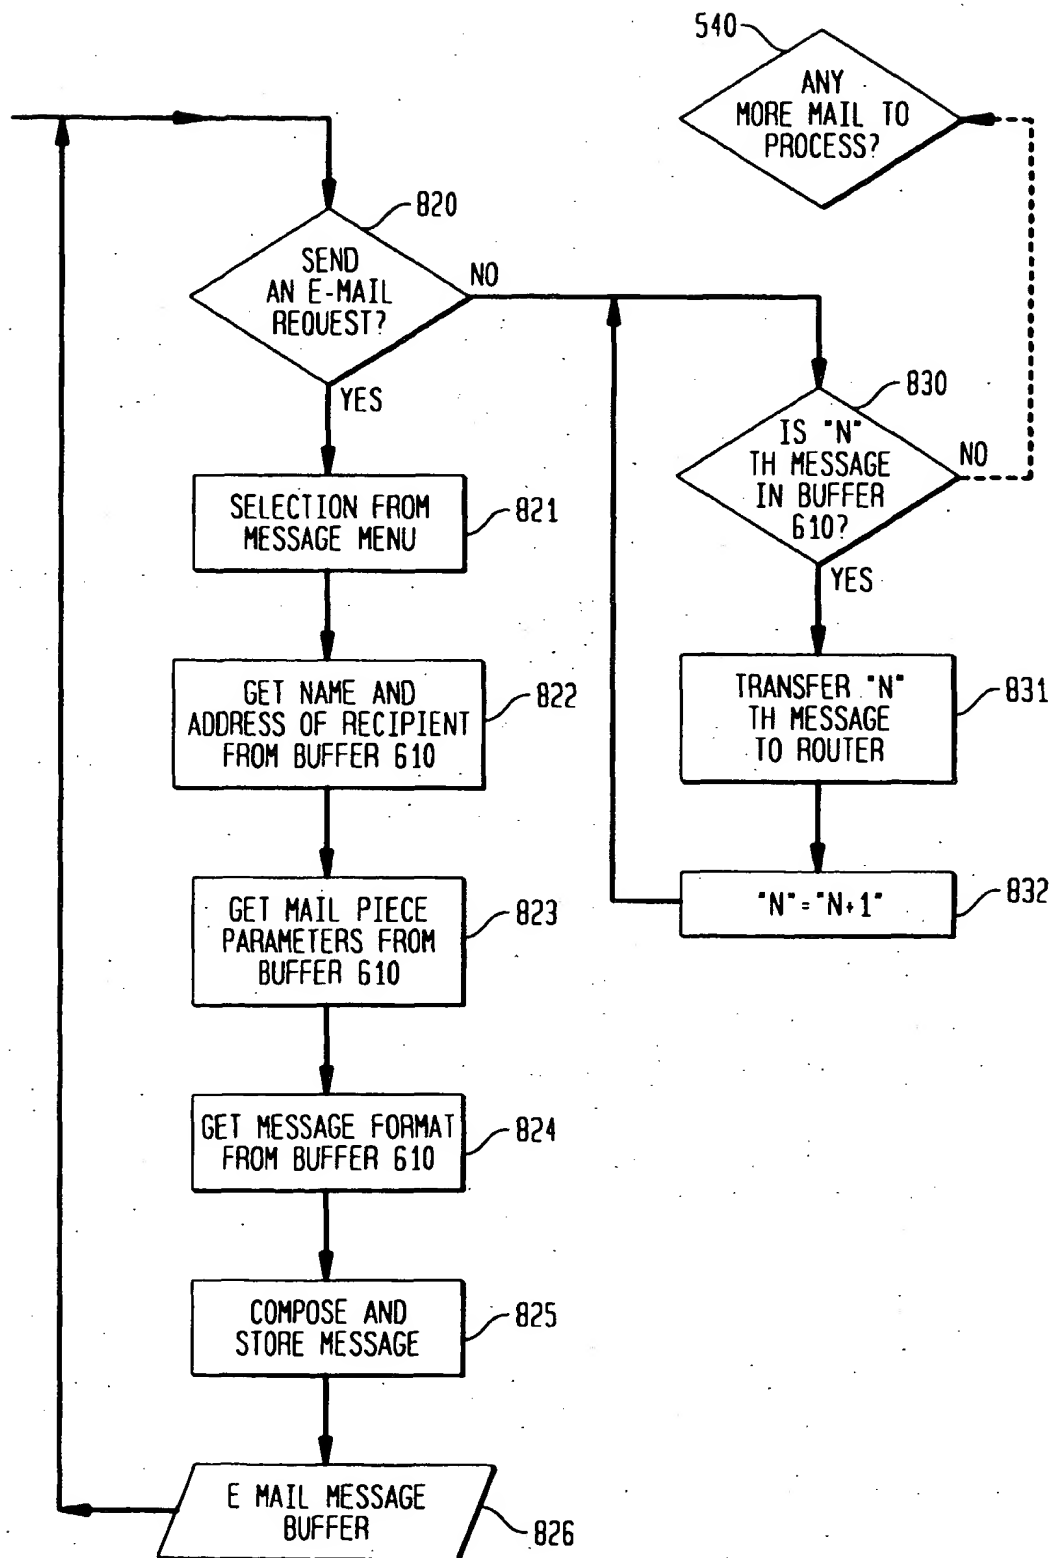 540
ANY
MORE MAIL TO
PROCESS?
820
SEND
AN E-MAIL
REQUEST?
NO
YES
830
IS "N"
TH MESSAGE
IN BUFFER
610?
NO
YES
SELECTION FROM
MESSAGE MENU
821
GET NAME AND
ADDRESS OF RECIPIENT
FROM BUFFER 610
822
TRANSFER "N"
TH MESSAGE
TO ROUTER
831
GET MAIL PIECE
PARAMETERS FROM
BUFFER 610
823
"N" = "N+1"
832
GET MESSAGE FORMAT
FROM BUFFER 610
824
COMPOSE AND
STORE MESSAGE
825
E MAIL MESSAGE
BUFFER
826